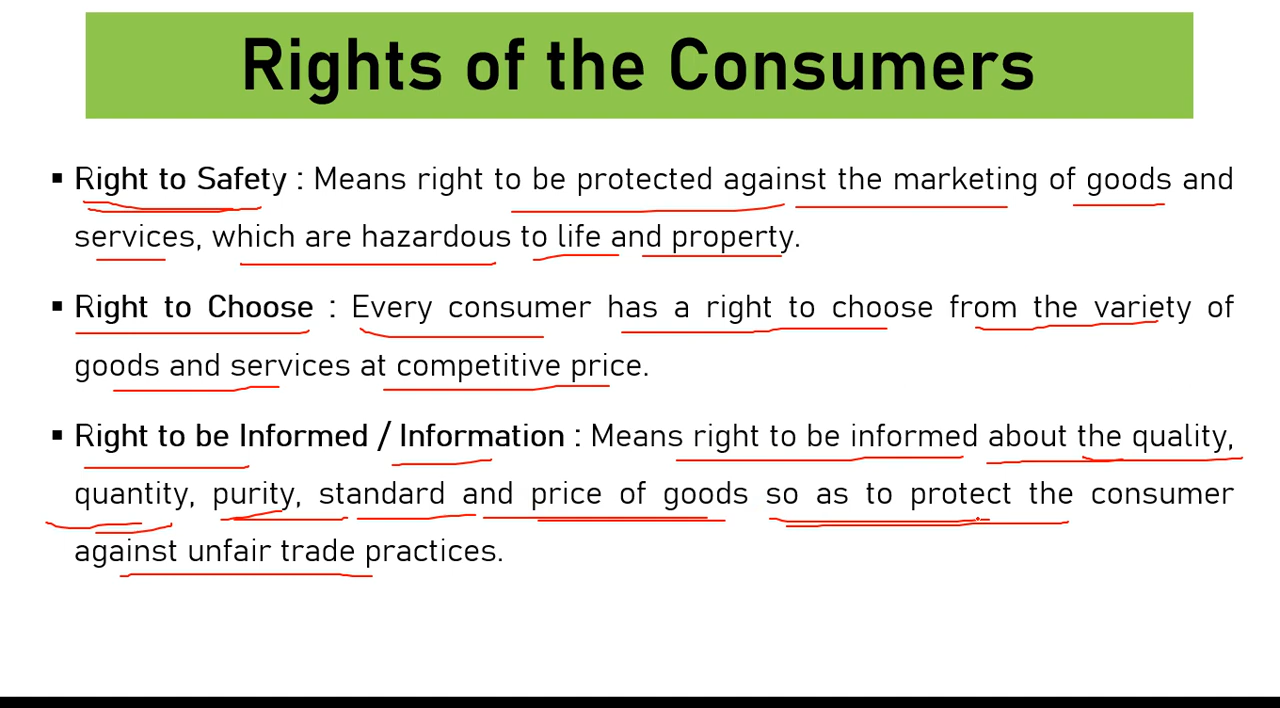 Rights of the Consumers
▪ Right to Safety : Means right to be protected against the marketing of goods and
services, which are hazardous to life and property.
▪ Right to Choose : Every consumer has a right to choose from the variety of
goods and services at competitive price.
▪ Right to be Informed / Information : Means right to be informed about the quality,
quantity, purity, standard and price of goods so as to protect the consumer
against unfair trade practices.